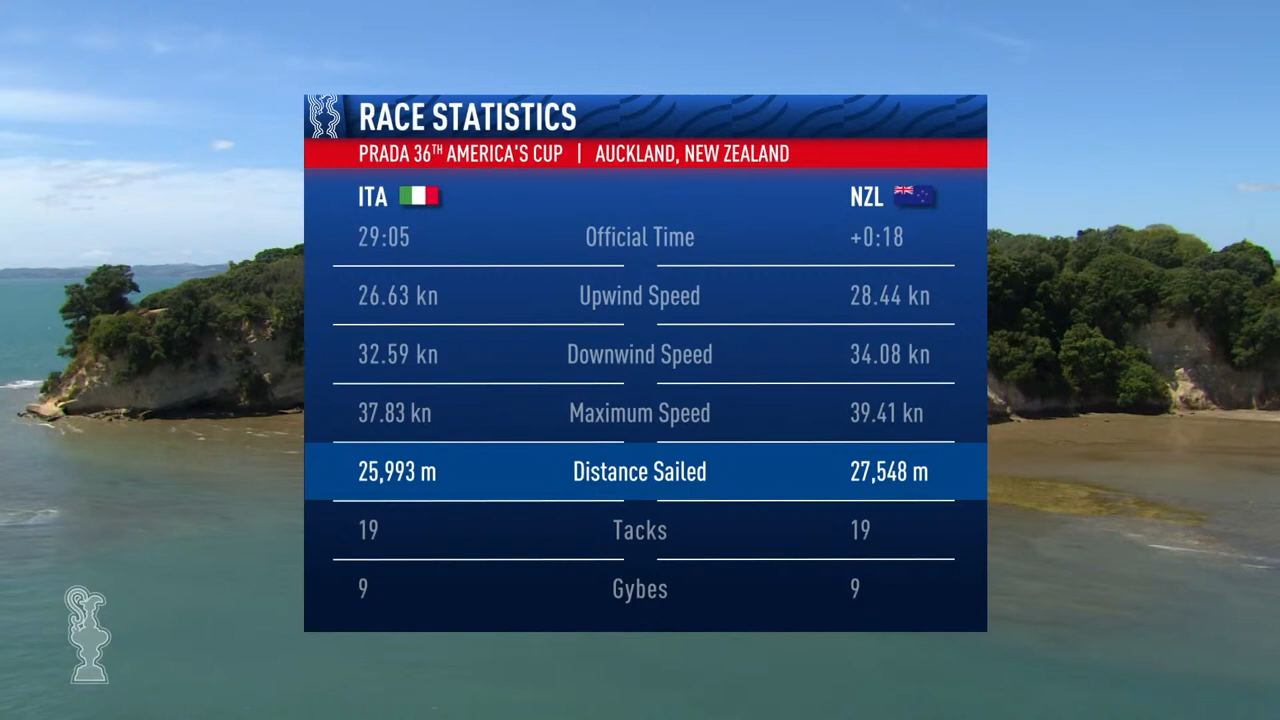 RACE STATISTICS
PRADA 36TH AMERICA'S CUP | AUCKLAND, NEW ZEALAND
ITA NZL
29:05 Official Time +0:18
26.63 kn Upwind Speed 28.44 kn
32.59 kn Downwind Speed 34.08 kn
37.83 kn Maximum Speed 39.41 kn
25,993 m Distance Sailed 27,548 m
19 Tacks 19
9 Gybes 9